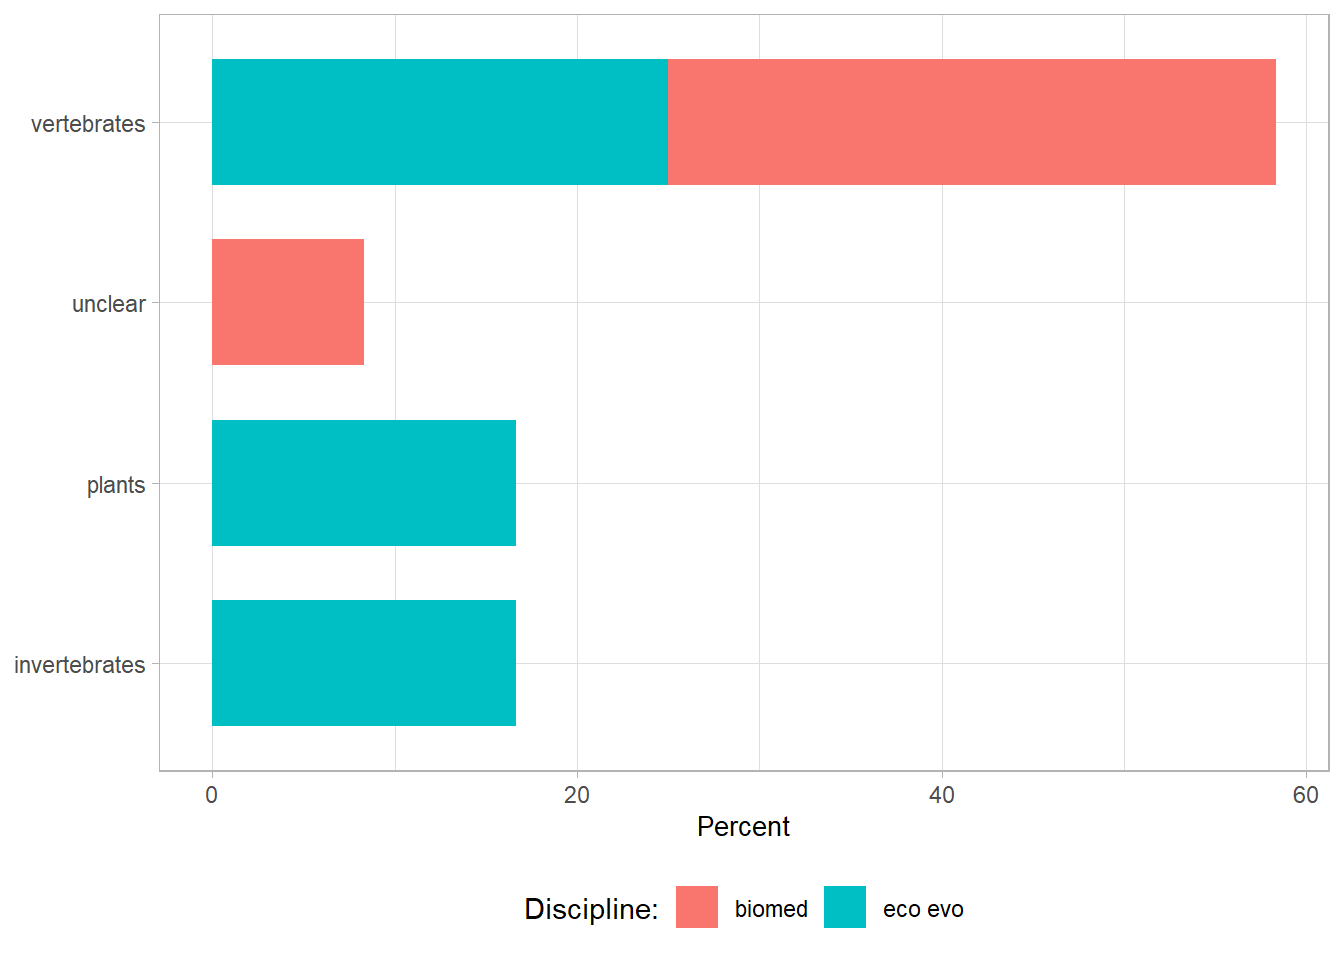 vertebrates
unclear
plants
invertebrates
0 20 40 60
Percent
Discipline: biomed eco evo